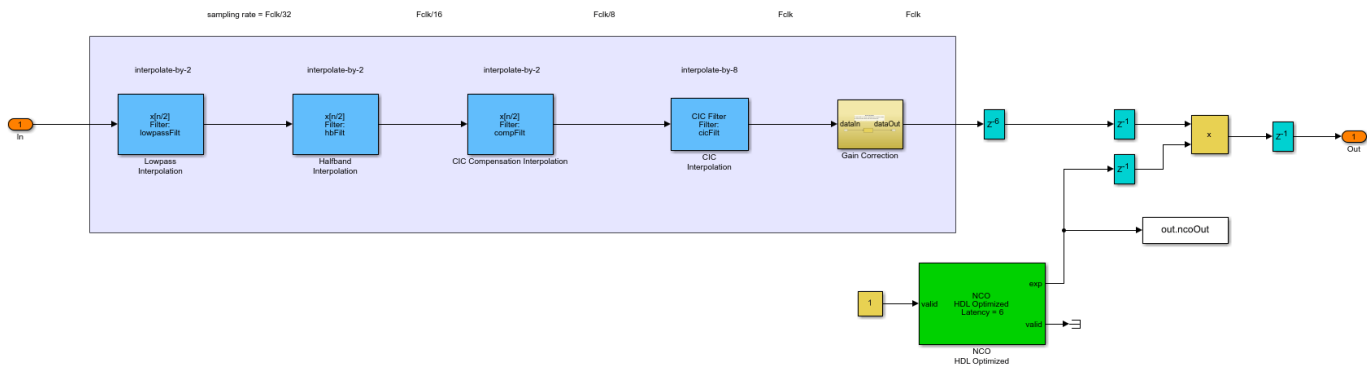 sampling rate = Fclk/32
Fclk/16
Fclk/8
Fclk
Fclk
interpolate-by-2
interpolate-by-2
interpolate-by-2
interpolate-by-8
1
In
x[n/2]
Filter:
lowpassFilt
Lowpass
Interpolation
x[n/2]
Filter:
hbFilt
Halfband
Interpolation
x[n/2]
Filter:
compFilt
CIC Compensation Interpolation
CIC Filter
Filter:
cicFilt
CIC
Interpolation
dataIn
dataOut
Gain Correction
z-6
z-1
z-1
x
z-1
1
Out
out.ncoOut
1
valid
NCO
HDL Optimized
Latency = 6
exp
valid
NCO
HDL Optimized